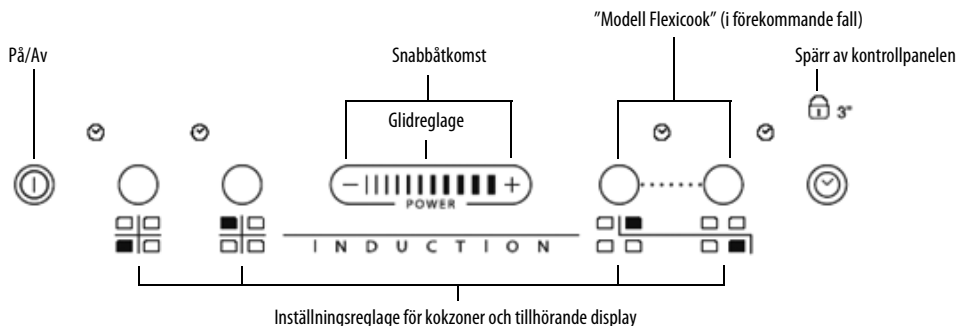 "Modell Flexicook" (i förekommande fall)
På/Av
Snabbåtkomst
Spärr av kontrollpanelen
Glidreglage
3"
− +
POWER
INDUCTION
Inställningsreglage för kokzoner och tillhörande display